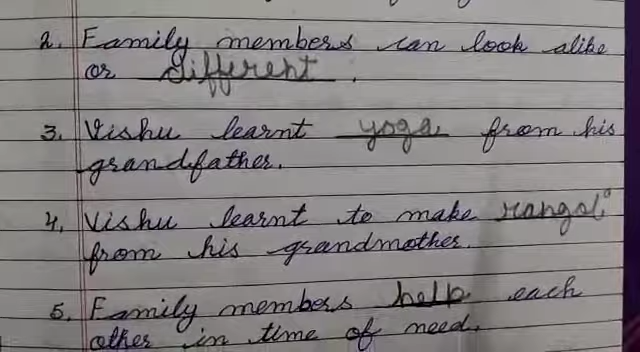 2. Family members can look alike
or different.
3. Vishu learnt yoga from his
grandfather.
4. Vishu learnt to make rangoli
from his grandmother.
5. Family members help each
other in time of need.